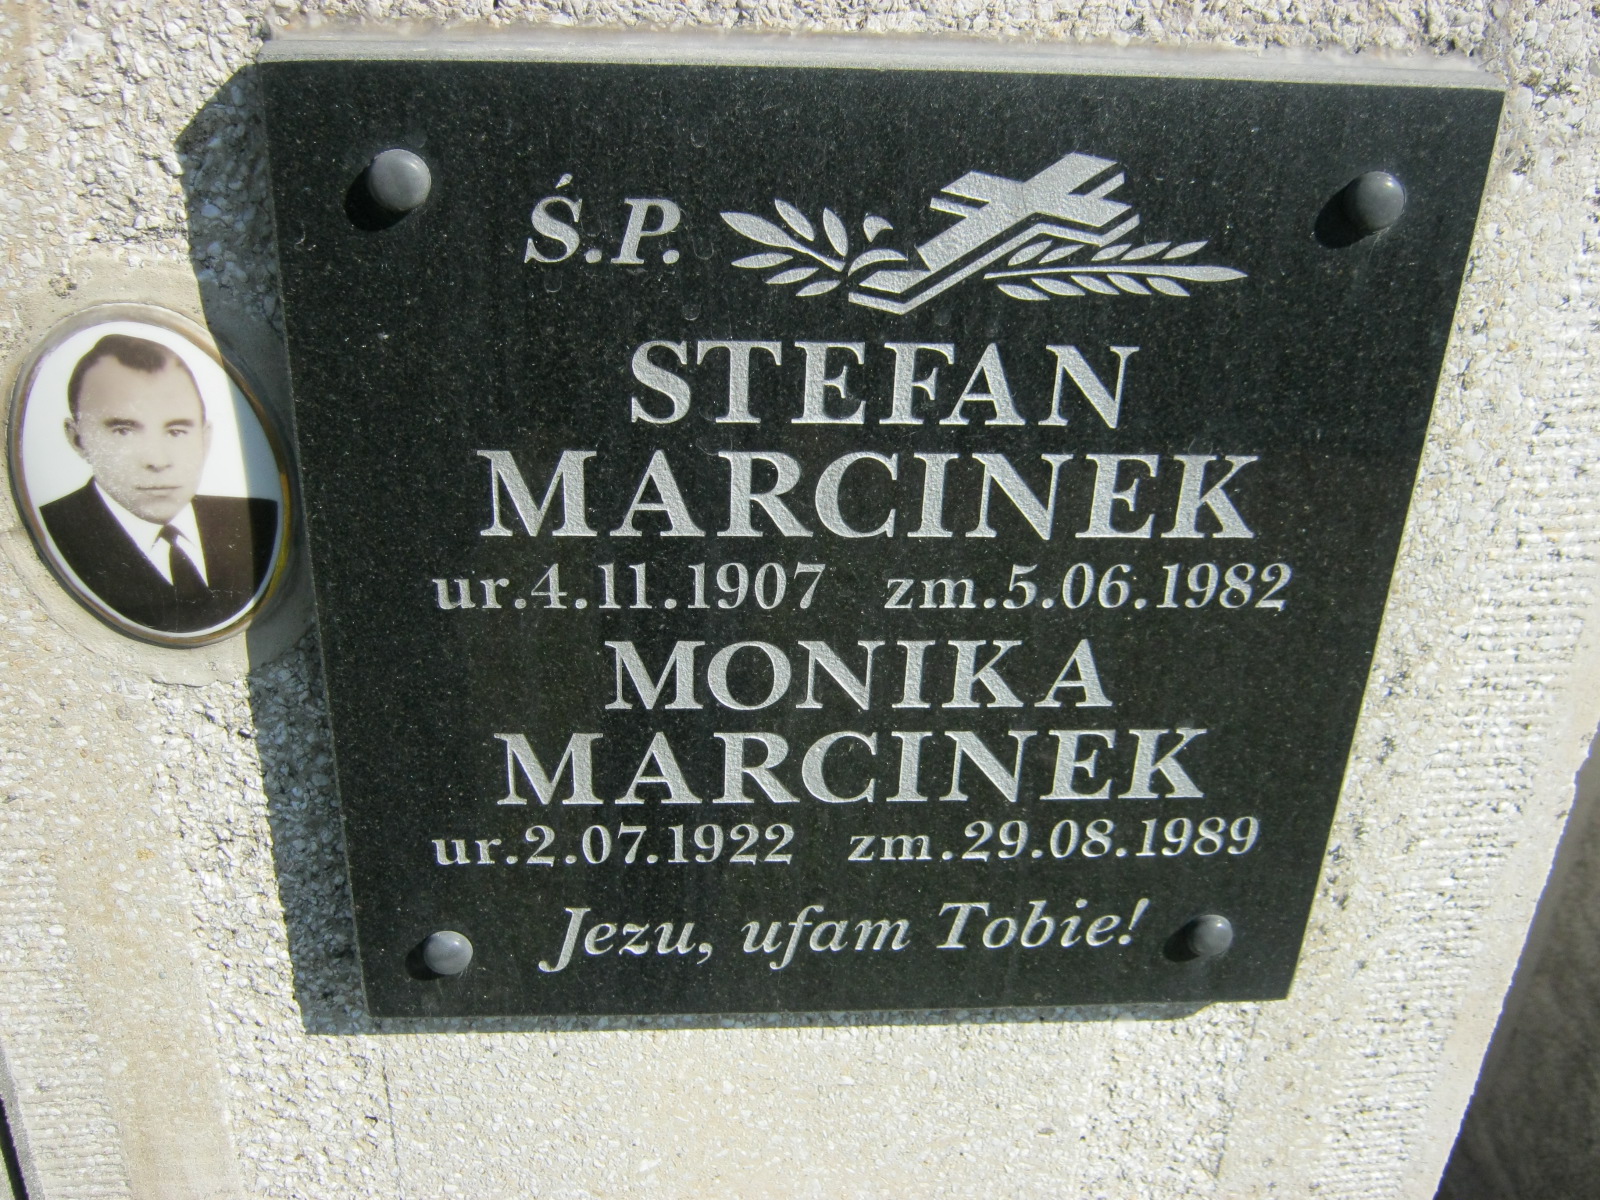 Ś.P.
STEFAN
MARCINEK
ur.4.11.1907 zm.5.06.1982
MONIKA
MARCINEK
ur.2.07.1922 zm.29.08.1989
Jezu, ufam Tobie!